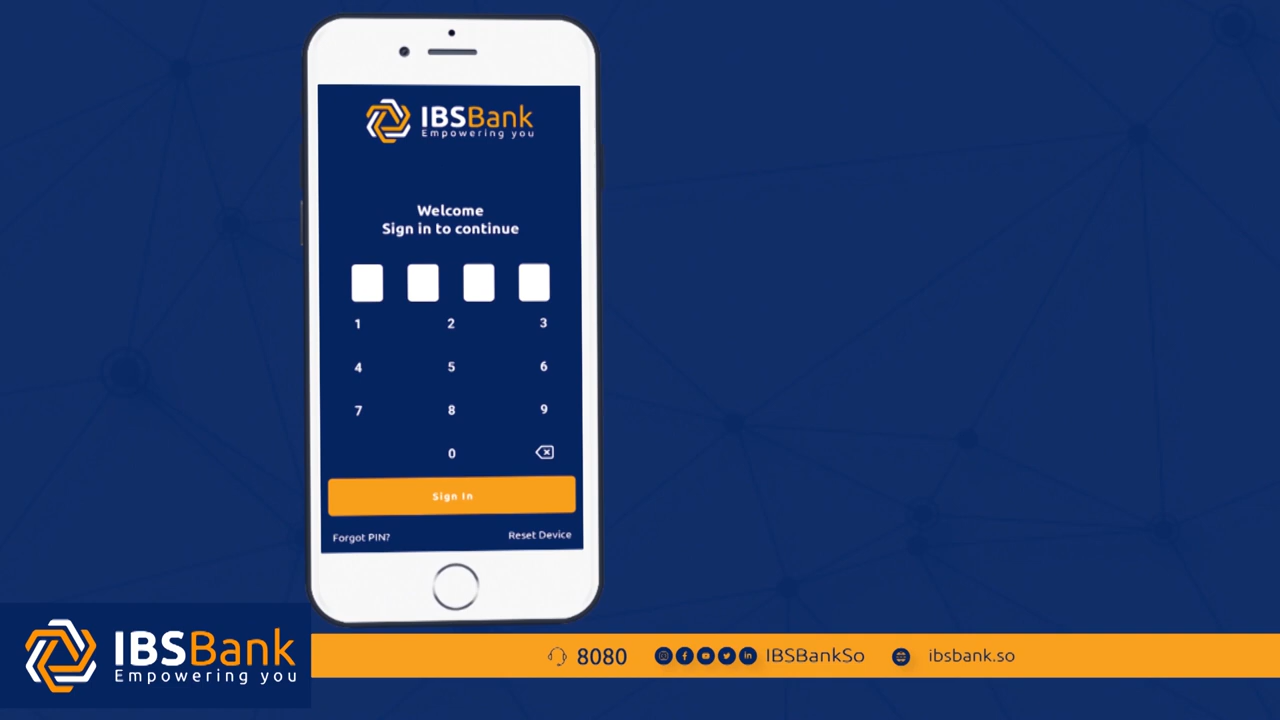 IBSBank
Empowering you
Welcome
Sign in to continue
1 2 3
4 5 6
7 8 9
0
Sign In
Forgot PIN? Reset Device
IBSBank
Empowering you
8080 IBSBankSo ibsbank.so